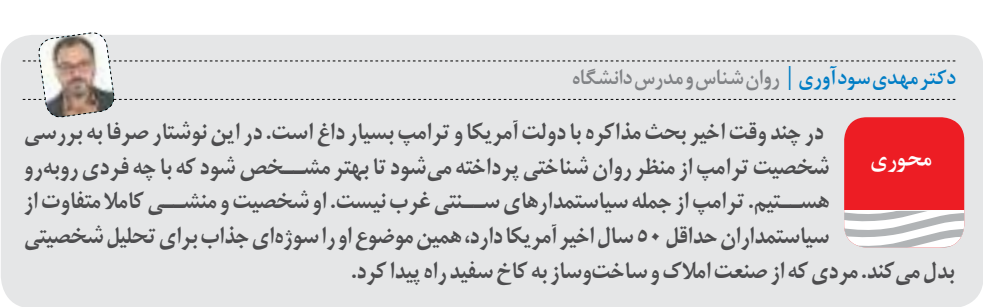 دکتر مهدی سودآوری | روان شناس و مدرس دانشگاه
محوری
در چند وقت اخیر بحث مذاکره با دولت آمریکا و ترامپ بسیار داغ است. در این نوشتار صرفا به بررسی
شخصیت ترامپ از منظر روان شناختی پرداخته می‌شود تا بهتر مشــخص شود که با چه فردی روبه‌رو
هســتیم. ترامپ از جمله سیاستمدارهای ســنتی غرب نیست. او شخصیت و منشــی کاملا متفاوت از
سیاستمداران حداقل ۵۰ سال اخیر آمریکا دارد، همین موضوع او را سوژه‌ای جذاب برای تحلیل شخصیتی
بدل می‌کند. مردی که از صنعت املاک و ساخت‌وساز به کاخ سفید راه پیدا کرد.